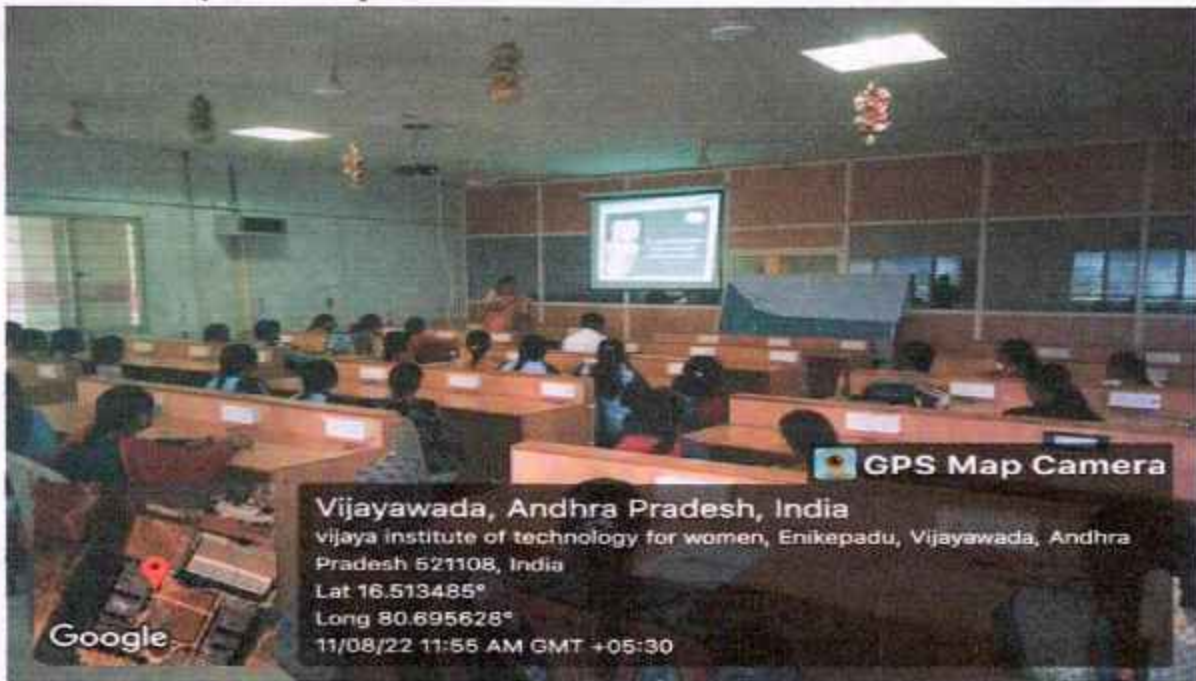 GPS Map Camera
Vijayawada, Andhra Pradesh, India
vijaya institute of technology for women, Enikepadu, Vijayawada, Andhra
Pradesh 521108, India
Lat 16.513485°
Long 80.695628°
11/08/22 11:55 AM GMT +05:30
Google